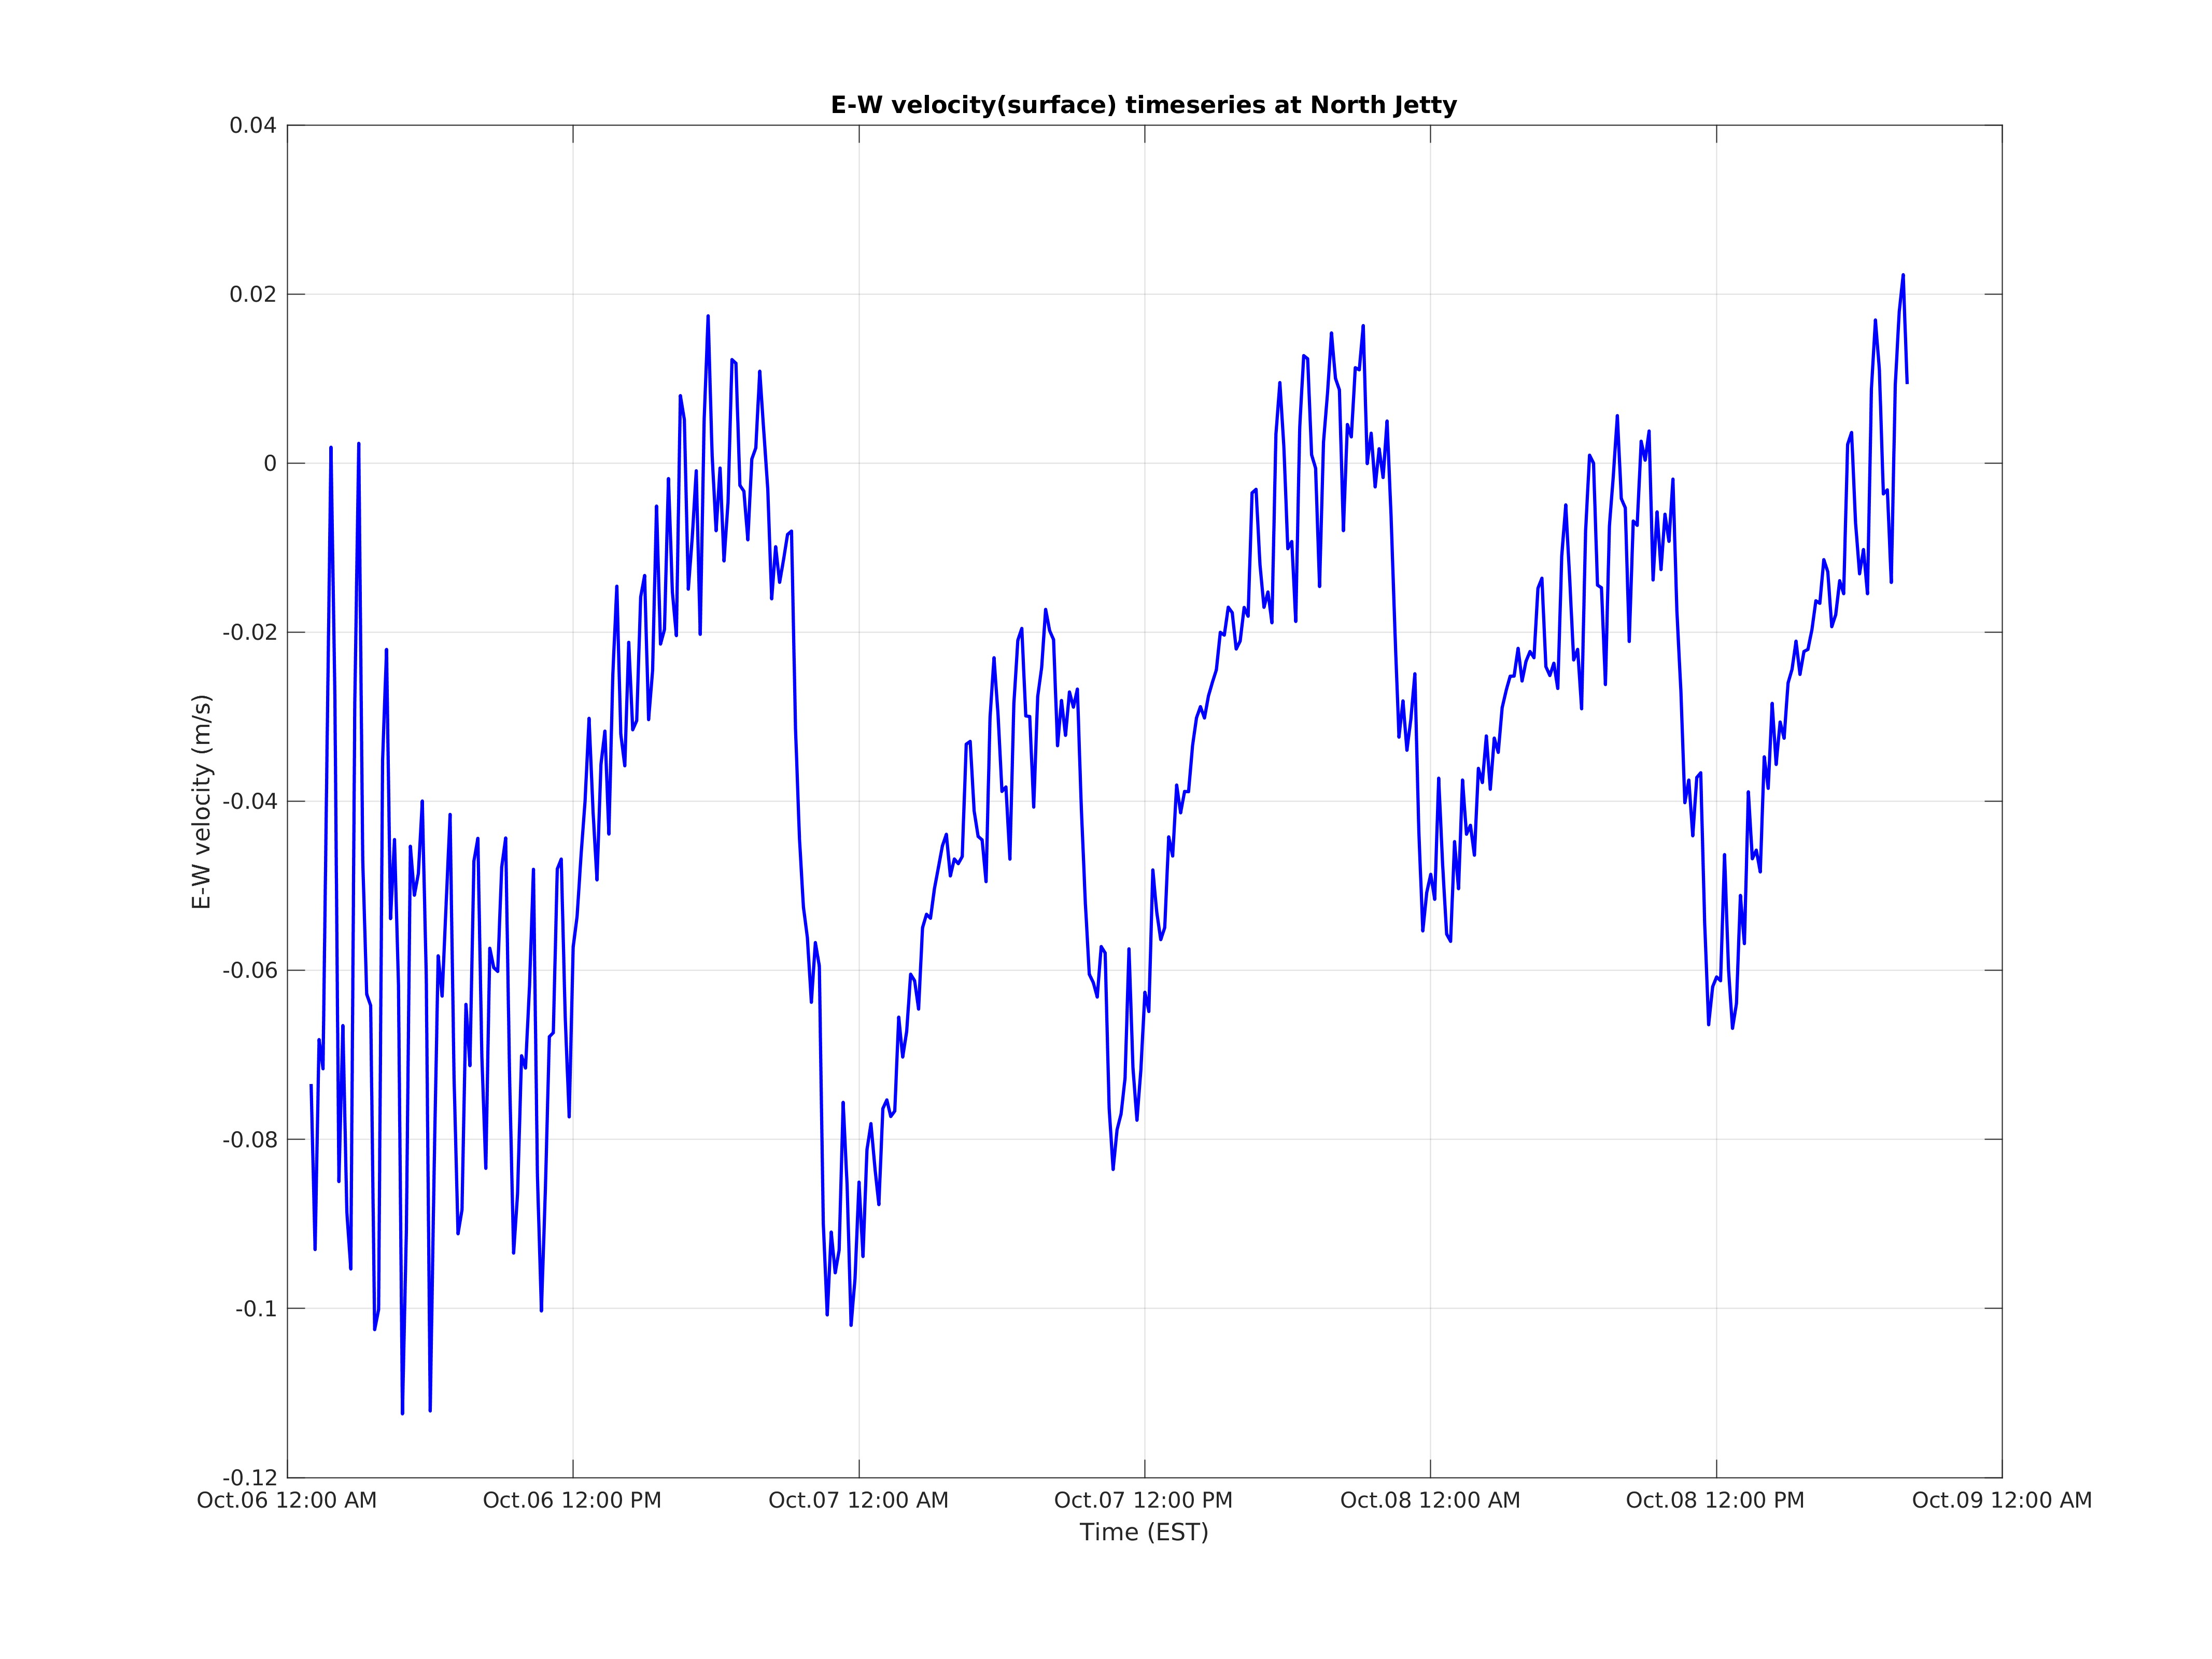 E-W velocity(surface) timeseries at North Jetty
0.04
0.02
0
-0.02
-0.04
-0.06
-0.08
-0.1
-0.12
E-W velocity (m/s)
Oct.06 12:00 AM Oct.06 12:00 PM Oct.07 12:00 AM Oct.07 12:00 PM Oct.08 12:00 AM Oct.08 12:00 PM Oct.09 12:00 AM
Time (EST)